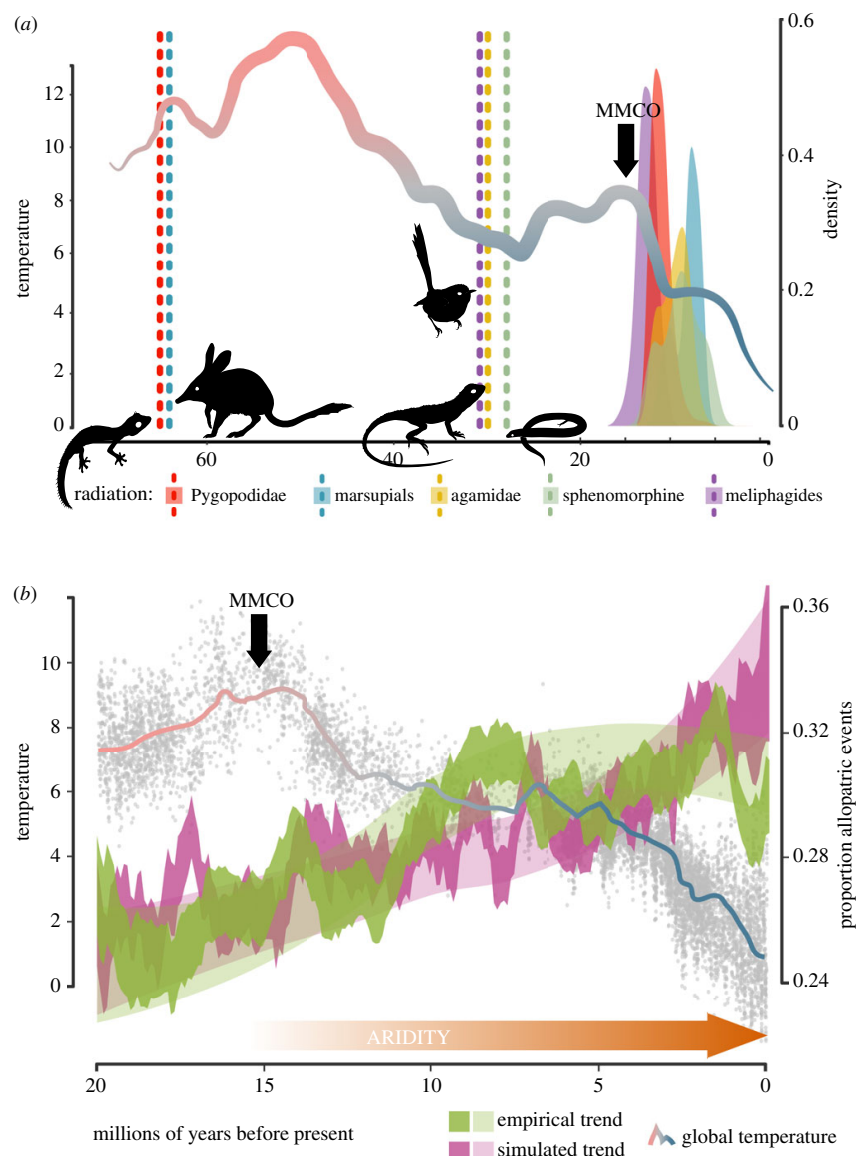 (a)
0.6
12
10
8
6
4
2
0
temperature
MMCO
0.4
0.2
0
density
60
40
20
0
radiation: Pygopodidae marsupials agamidae sphenomorphine meliphagides
(b)
10
8
6
4
2
0
temperature
MMCO
0.36
0.32
0.28
0.24
proportion allopatric events
ARIDITY
20 15 10 5 0
millions of years before present
empirical trend
simulated trend
global temperature